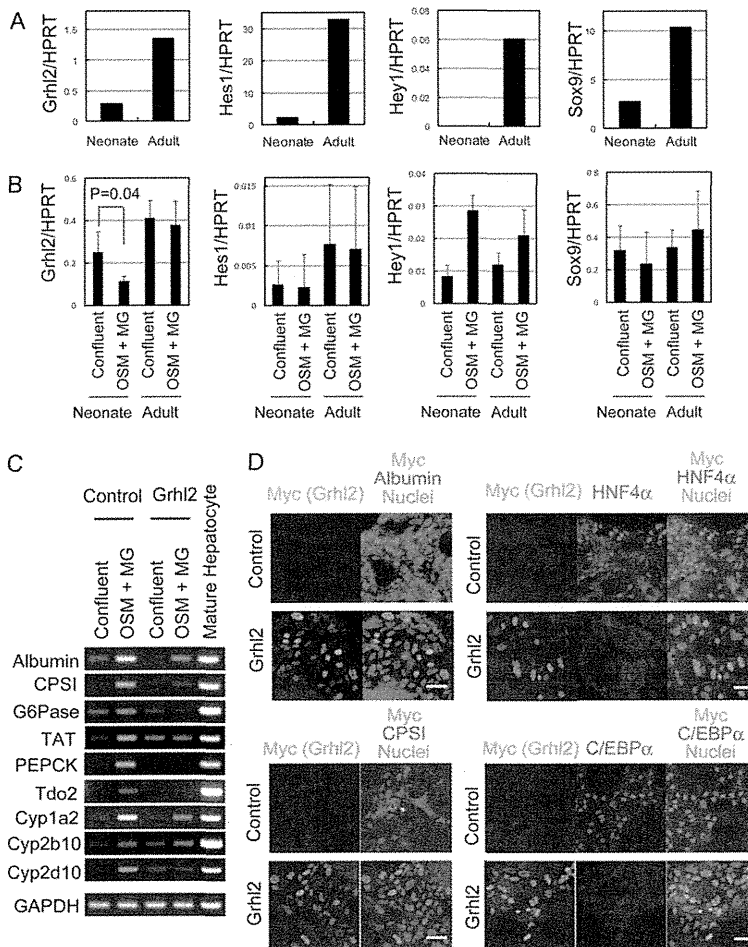 A
Grhl2/HPRT
1.5
1
0.5
0
Neonate Adult
Hes1/HPRT
30
20
10
0
Neonate Adult
Hey1/HPRT
0.08
0.06
0.04
0.02
0
Neonate Adult
Sox9/HPRT
10
5
0
Neonate Adult
B
Grhl2/HPRT
0.6
0.4
0.2
0
P=0.04
Confluent
OSM + MG
Confluent
OSM + MG
Neonate Adult
Hes1/HPRT
0.015
0.01
0.005
0
Confluent
OSM + MG
Confluent
OSM + MG
Neonate Adult
Hey1/HPRT
0.04
0.03
0.02
0.01
0
Confluent
OSM + MG
Confluent
OSM + MG
Neonate Adult
Sox9/HPRT
0.8
0.6
0.4
0.2
0
Confluent
OSM + MG
Confluent
OSM + MG
Neonate Adult
C
Control Grhl2
Confluent
OSM + MG
Confluent
OSM + MG
Mature Hepatocyte
Albumin
CPSI
G6Pase
TAT
PEPCK
Tdo2
Cyp1a2
Cyp2b10
Cyp2d10
GAPDH
D
Myc (Grhl2)
Myc
Albumin
Nuclei
Control
Grhl2
Myc (Grhl2)
HNF4α
Myc
HNF4α
Nuclei
Control
Grhl2
Myc (Grhl2)
Myc
CPSI
Nuclei
Control
Grhl2
Myc (Grhl2)
C/EBPα
Myc
C/EBPα
Nuclei
Control
Grhl2